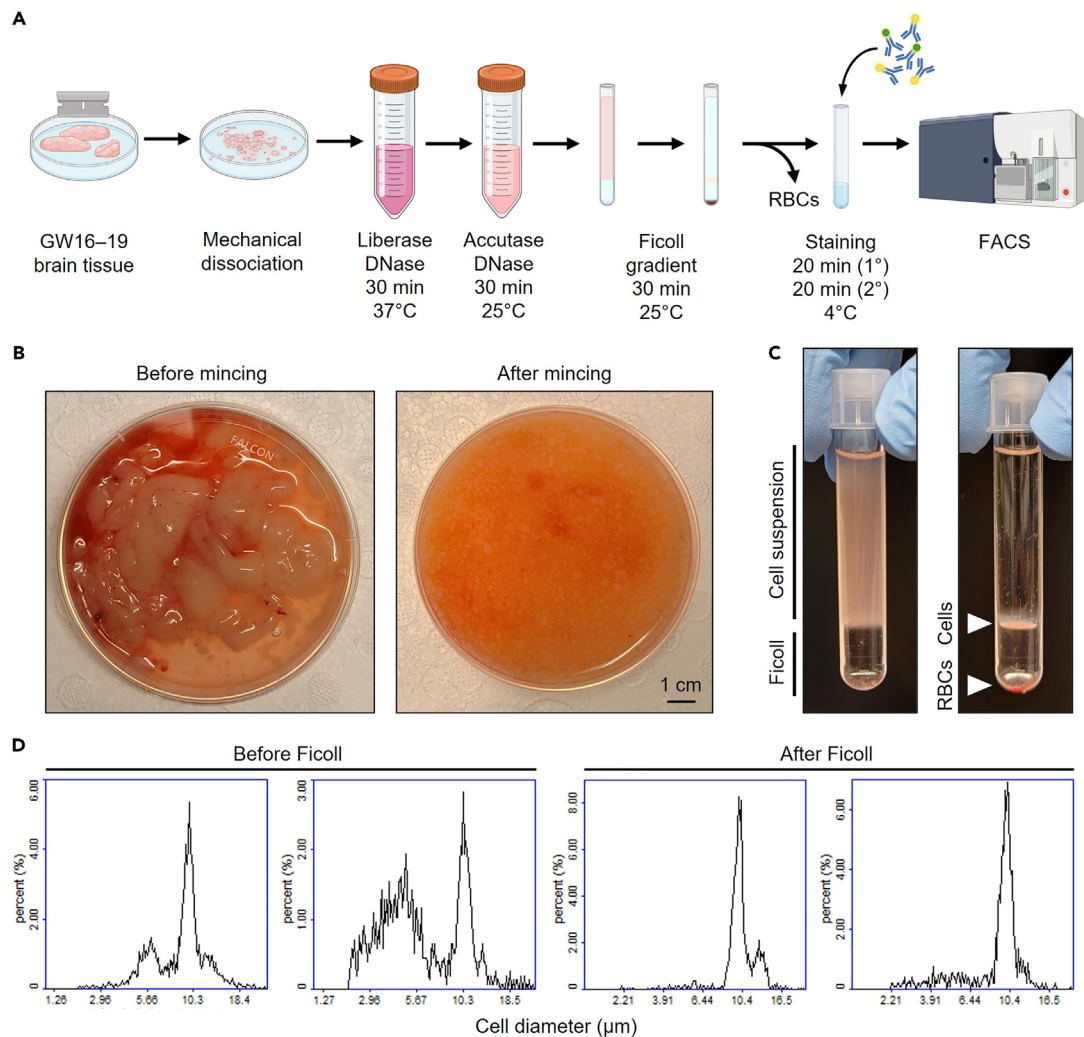 A
RBCs
GW16–19
brain tissue
Mechanical
dissociation
Liberase
DNase
30 min
37°C
Accutase
DNase
30 min
25°C
Ficoll
gradient
30 min
25°C
Staining
20 min (1°)
20 min (2°)
4°C
FACS
B
Before mincing
After mincing
FALCON
1 cm
C
Cell suspension
Ficoll
Cells
RBCs
D
Before Ficoll
After Ficoll
percent (%)
0 2.00 4.00 6.00
1.26 2.96 5.66 10.3 18.4
percent (%)
0 1.00 2.00 3.00
1.27 2.96 5.67 10.3 18.5
percent (%)
0 2.00 4.00 6.00 8.00
2.21 3.91 6.44 10.4 16.5
percent (%)
0 2.00 4.00 6.00
2.21 3.91 6.44 10.4 16.5
Cell diameter (µm)